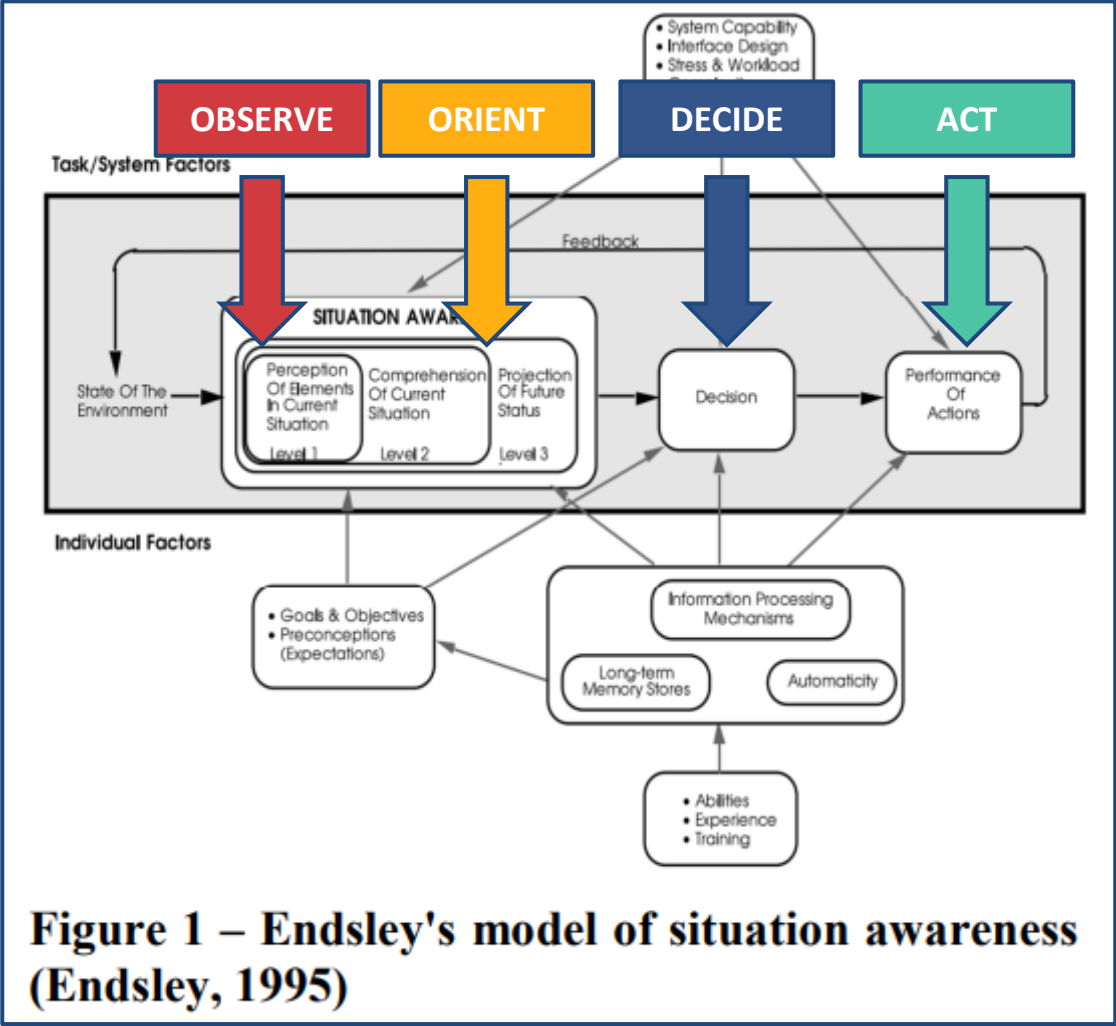 • System Capability
• Interface Design
• Stress & Workload
OBSERVE
ORIENT
DECIDE
ACT
Task/System Factors
Feedback
SITUATION
State Of The
Environment
Perception
Of Elements
In Current
Situation
Level 1
Comprehension
Of Current
Situation
Level 2
Projection
Of Future
Status
Level 3
Decision
Performance
Of
Actions
Individual Factors
• Goals & Objectives
• Preconceptions
(Expectations)
Information Processing
Mechanisms
Long-term
Memory Stores
Automaticity
• Abilities
• Experience
• Training
Figure 1 – Endsley's model of situation awareness
(Endsley, 1995)